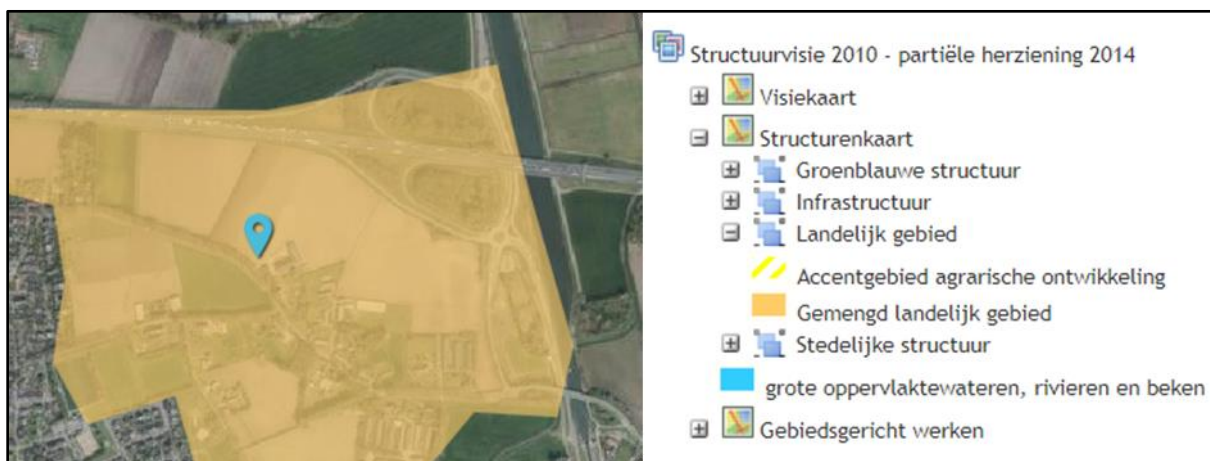 Structuurvisie 2010 - partiële herziening 2014
Visiekaart
Structurenkaart
Groenblauwe structuur
Infrastructuur
Landelijk gebied
Accentgebied agrarische ontwikkeling
Gemengd landelijk gebied
Stedelijke structuur
grote oppervlaktewateren, rivieren en beken
Gebiedsgericht werken